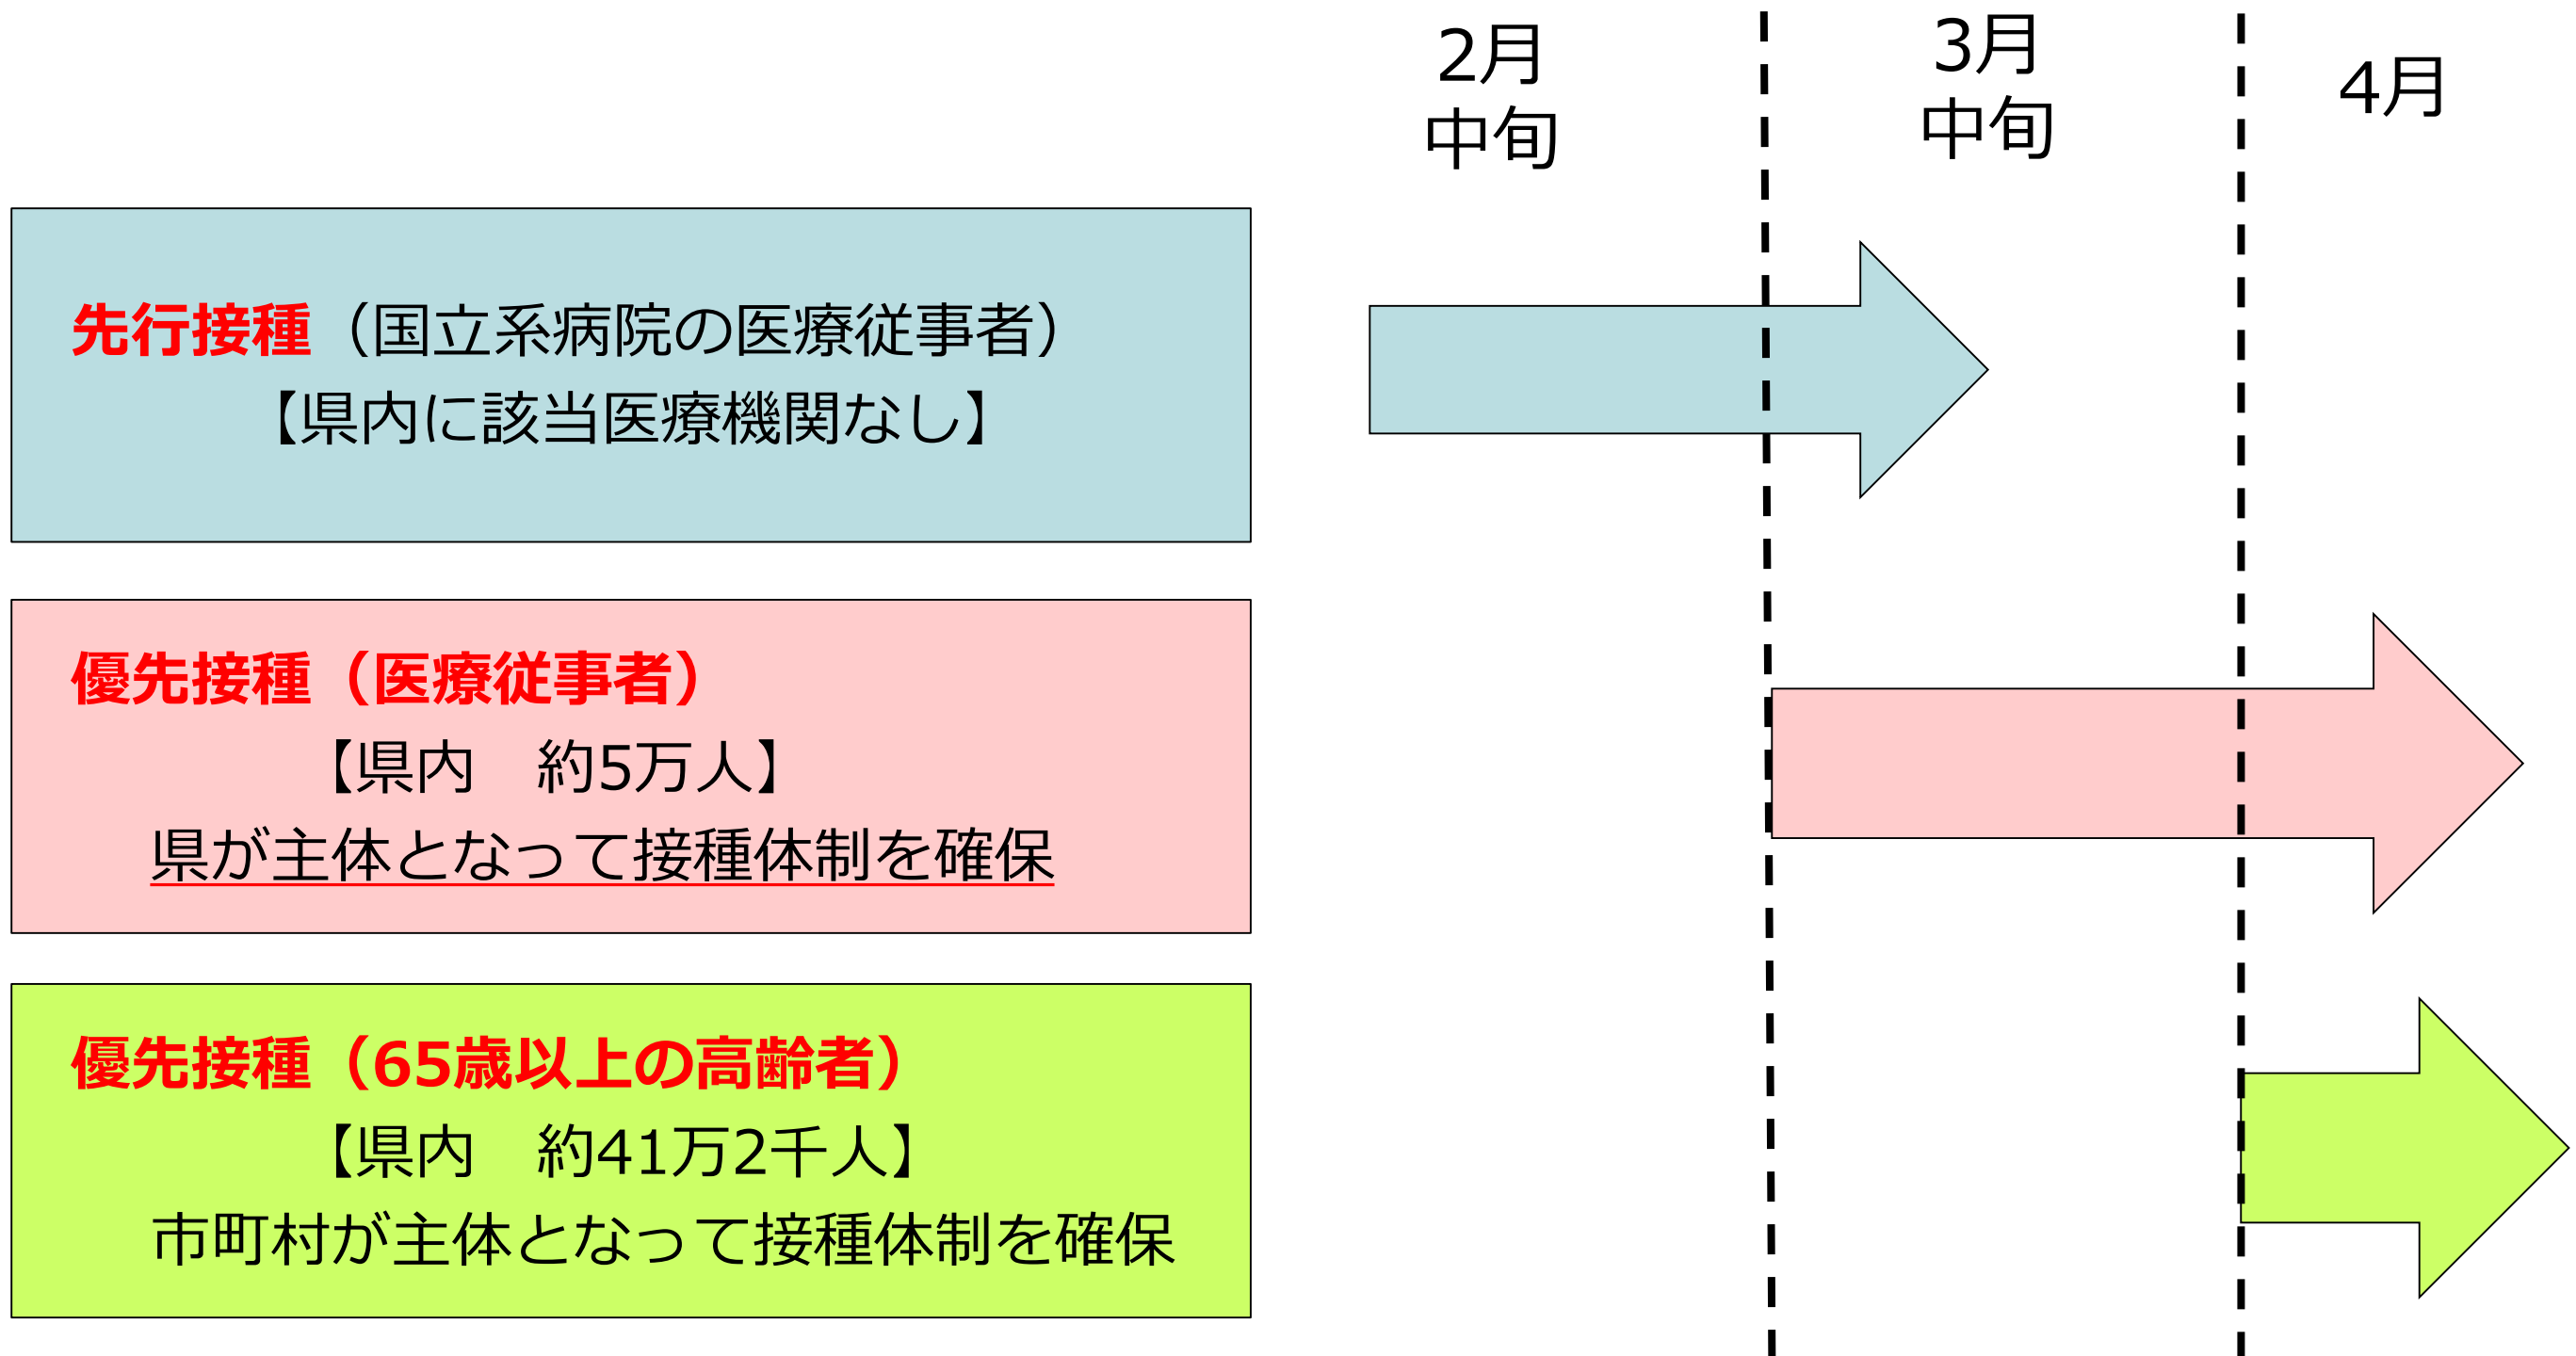 2月
中旬
3月
中旬
4月
先行接種（国立系病院の医療従事者）
【県内に該当医療機関なし】
優先接種（医療従事者）
【県内　約5万人】
県が主体となって接種体制を確保
優先接種（65歳以上の高齢者）
【県内　約41万2千人】
市町村が主体となって接種体制を確保